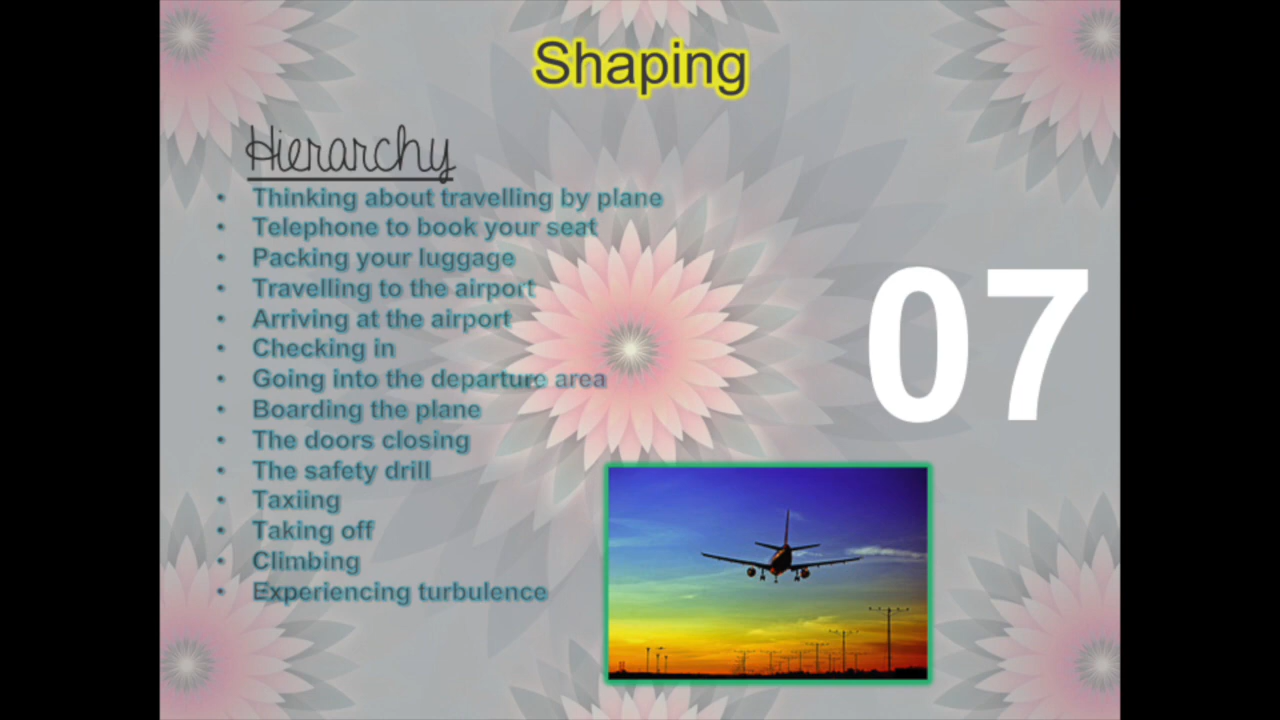 Shaping
Hierarchy
• Thinking about travelling by plane
• Telephone to book your seat
• Packing your luggage
• Travelling to the airport
• Arriving at the airport
• Checking in
• Going into the departure area
• Boarding the plane
• The doors closing
• The safety drill
• Taxiing
• Taking off
• Climbing
• Experiencing turbulence
07